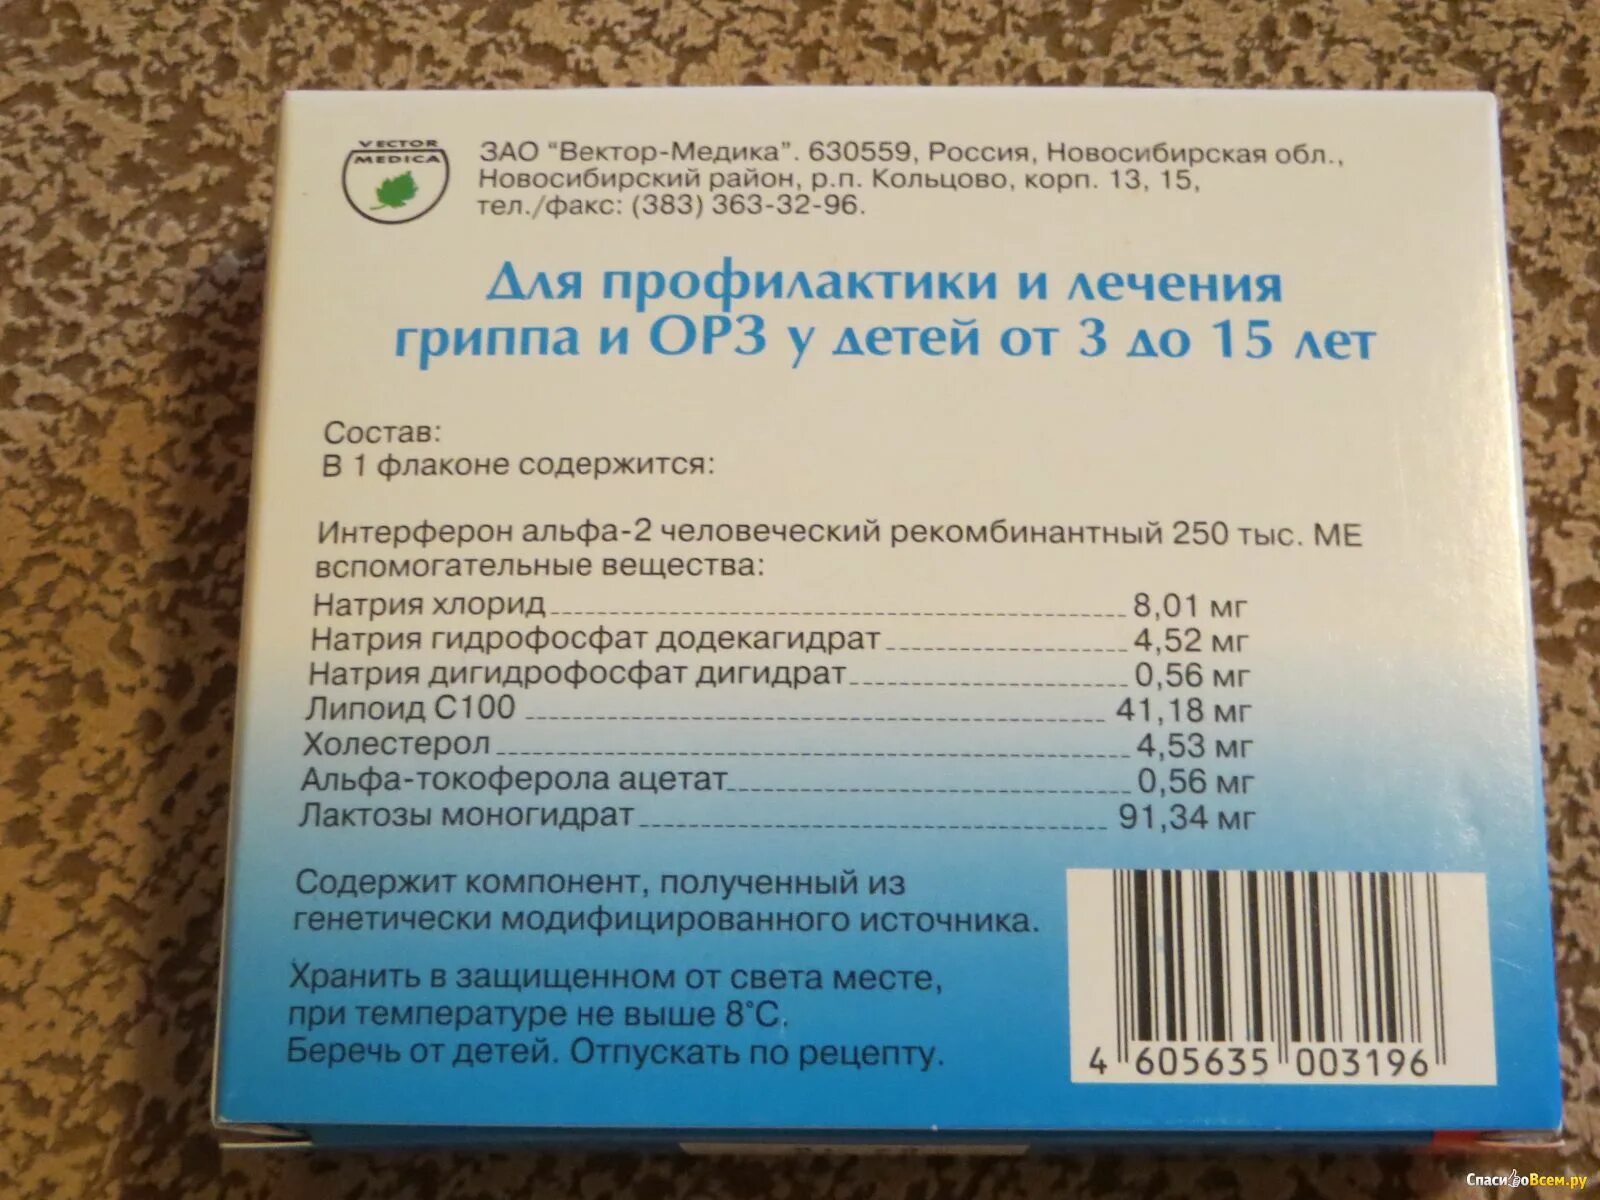 VECTOR
MEDICA
ЗАО "Вектор-Медика". 630559, Россия, Новосибирская обл.,
Новосибирский район, р.п. Кольцово, корп. 13, 15,
тел./факс: (383) 363-32-96.
Для профилактики и лечения
гриппа и ОРЗ у детей от 3 до 15 лет
Состав:
В 1 флаконе содержится:
Интерферон альфа-2 человеческий рекомбинантный 250 тыс. МЕ
вспомогательные вещества:
Натрия хлорид 8,01 мг
Натрия гидрофосфат додекагидрат 4,52 мг
Натрия дигидрофосфат дигидрат 0,56 мг
Липоид С100 41,18 мг
Холестерол 4,53 мг
Альфа-токоферола ацетат 0,56 мг
Лактозы моногидрат 91,34 мг
Содержит компонент, полученный из
генетически модифицированного источника.
Хранить в защищенном от света месте,
при температуре не выше 8°С.
Беречь от детей. Отпускать по рецепту.
4 605635 003196
СпасибоВсем.ру